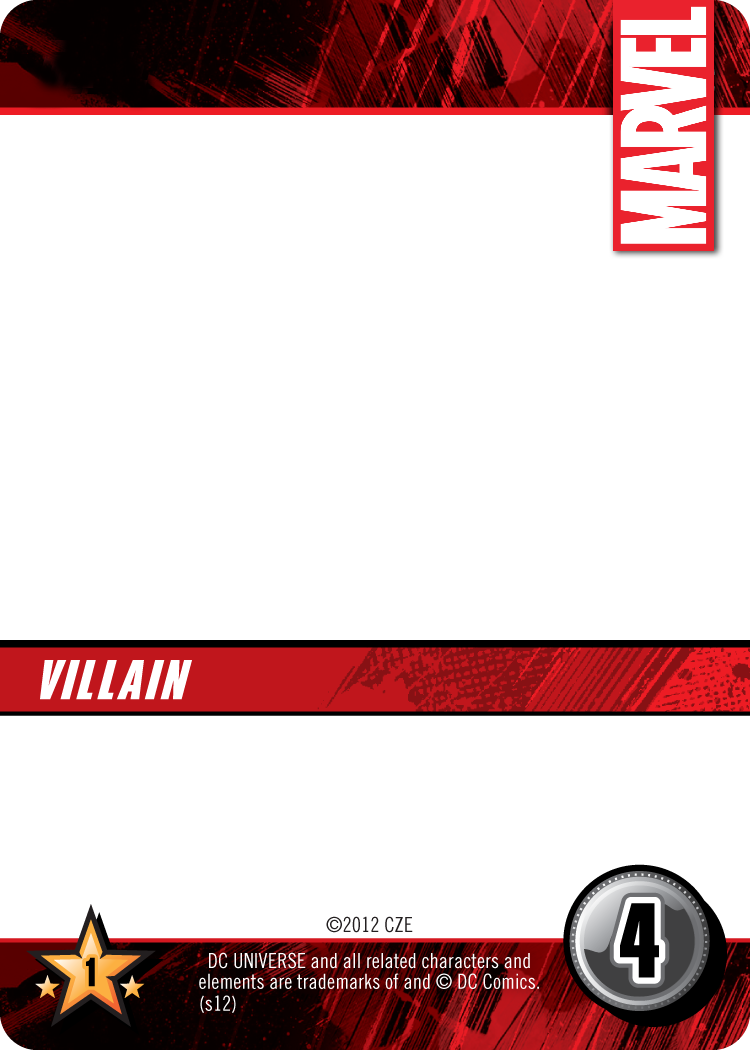 MARVEL
VILLAIN
©2012 CZE
1
DC UNIVERSE and all related characters and
elements are trademarks of and © DC Comics.
(s12)
4